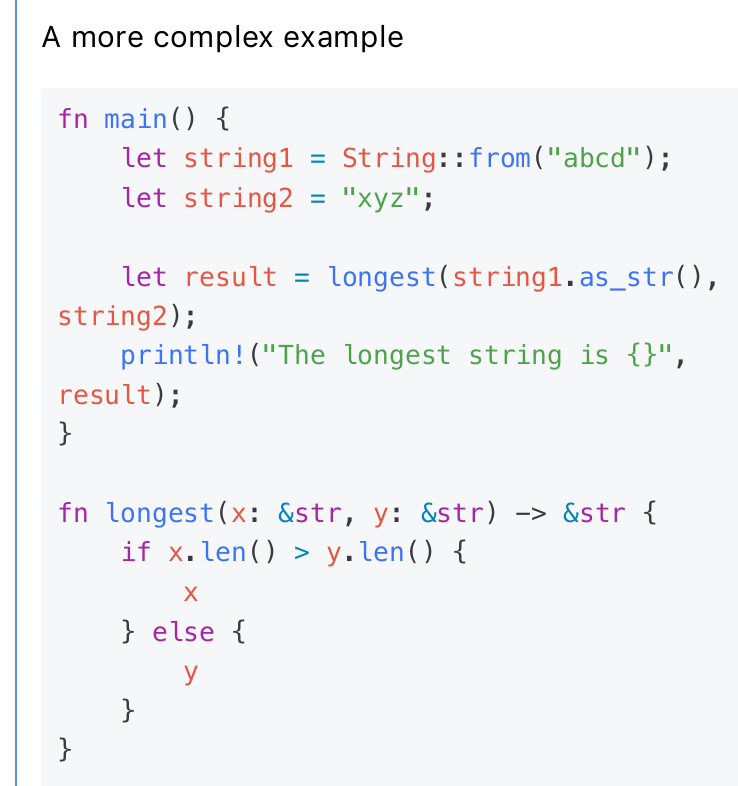 A more complex example
fn main() {
    let string1 = String::from("abcd");
    let string2 = "xyz";

    let result = longest(string1.as_str(),
string2);
    println!("The longest string is {}",
result);
}

fn longest(x: &str, y: &str) -> &str {
    if x.len() > y.len() {
        x
    } else {
        y
    }
}